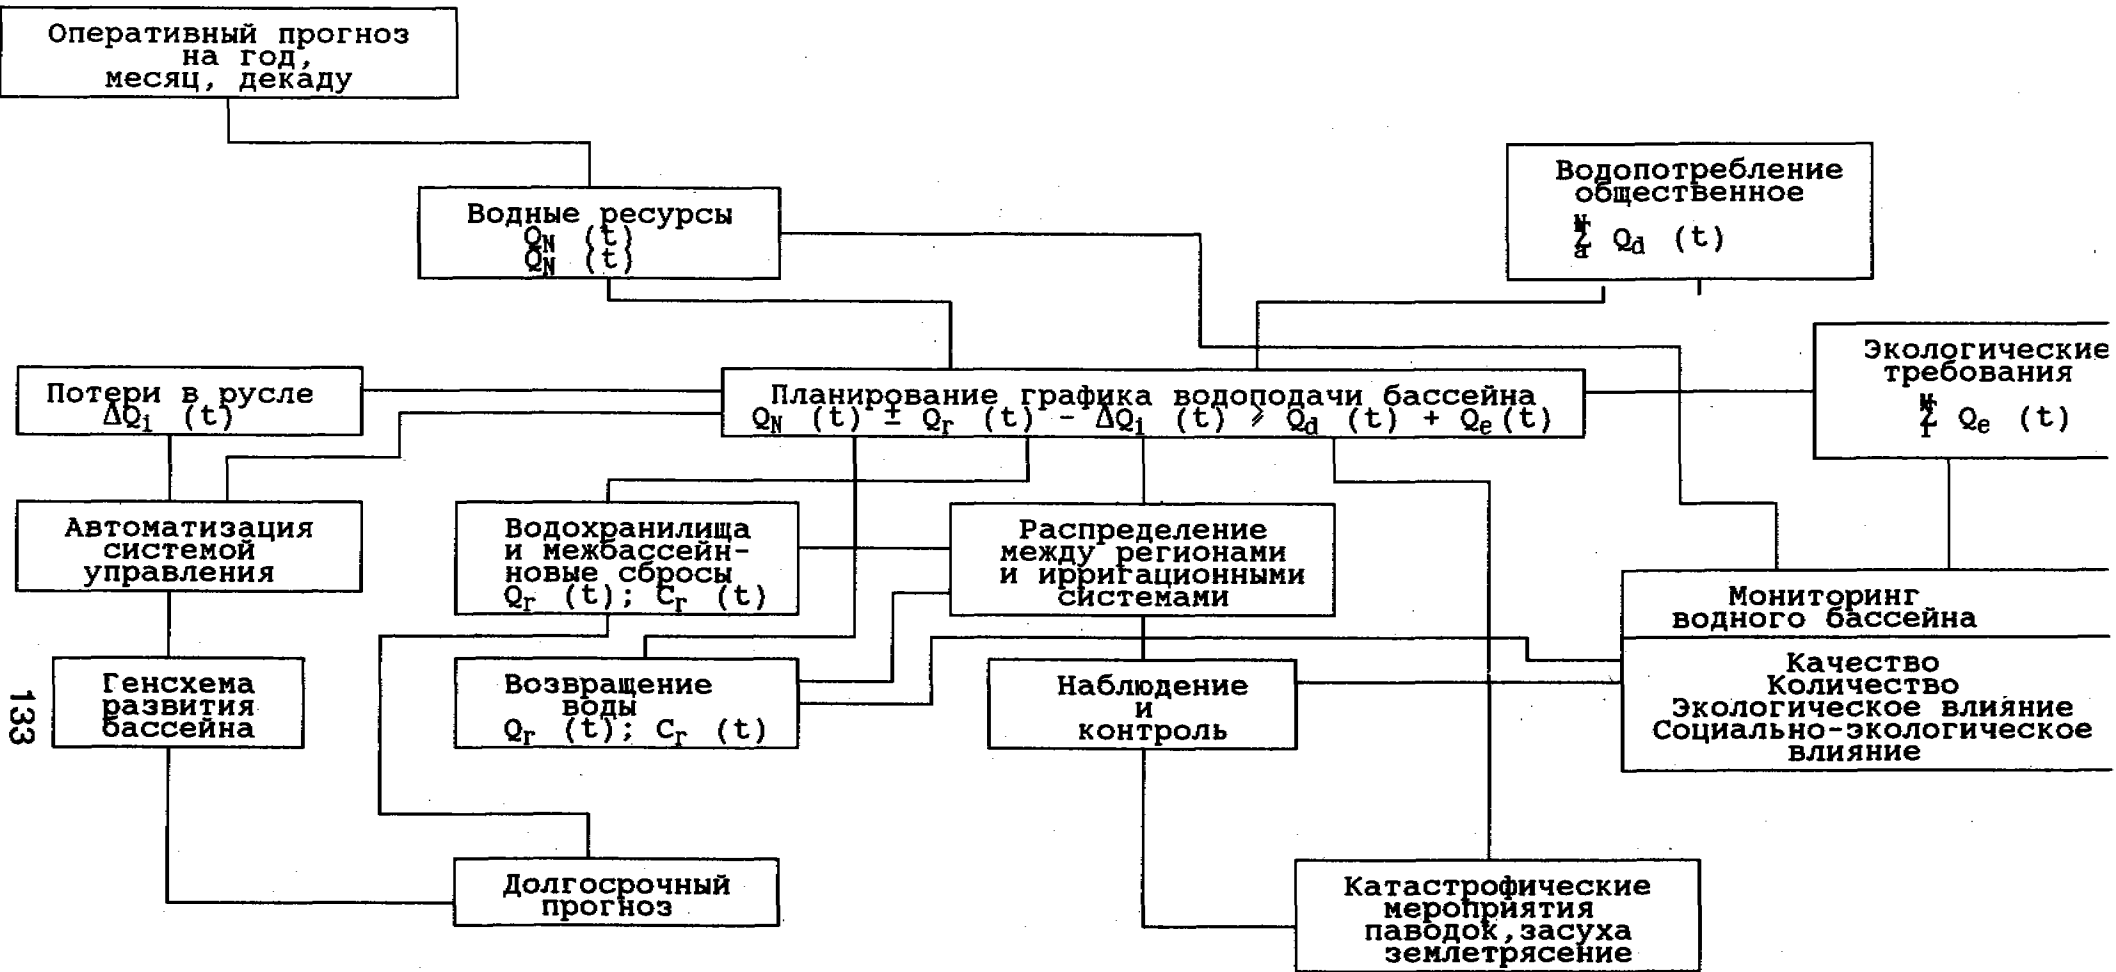 Оперативный прогноз
на год,
месяц, декаду
Водные ресурсы
Q_N (t)
Q_N (t)
Водопотребление
общественное
Σ Q_d (t)
Экологические
требования
Σ Q_e (t)
Потери в русле
ΔQ_i (t)
Планирование графика водоподачи бассейна
Q_N (t) ± Q_r (t) - ΔQ_i (t) ⩾ Q_d (t) + Q_e(t)
Автоматизация
системой
управления
Водохранилища
и межбассейн-
новые сбросы
Q_r (t); C_r (t)
Распределение
между регионами
и ирригационными
системами
Мониторинг
водного бассейна
Качество
Количество
Экологическое влияние
Социально-экологическое
влияние
Генсхема
развития
бассейна
Возвращение
воды
Q_r (t); C_r (t)
Наблюдение
и
контроль
Долгосрочный
прогноз
Катастрофические
мероприятия
паводок,засуха
землетрясение
133